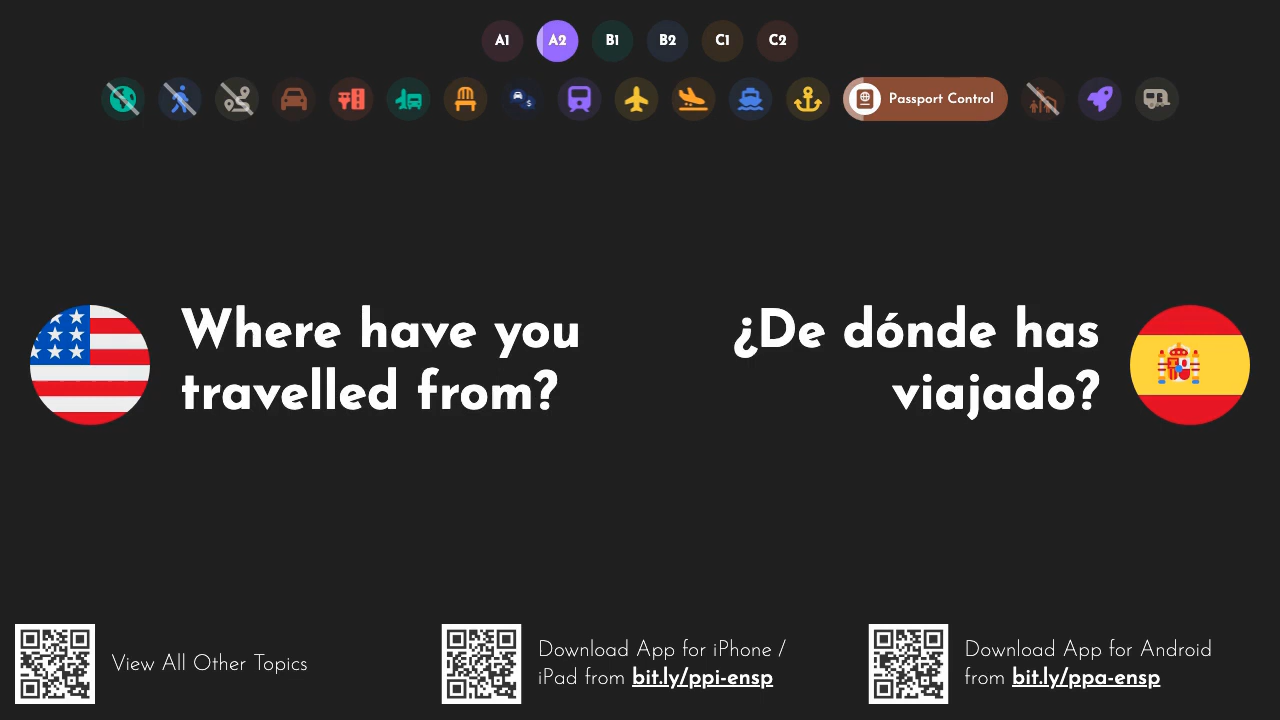 A1 A2 B1 B2 C1 C2
Passport Control
Where have you
travelled from?
¿De dónde has
viajado?
View All Other Topics
Download App for iPhone /
iPad from bit.ly/ppi-ensp
Download App for Android
from bit.ly/ppa-ensp